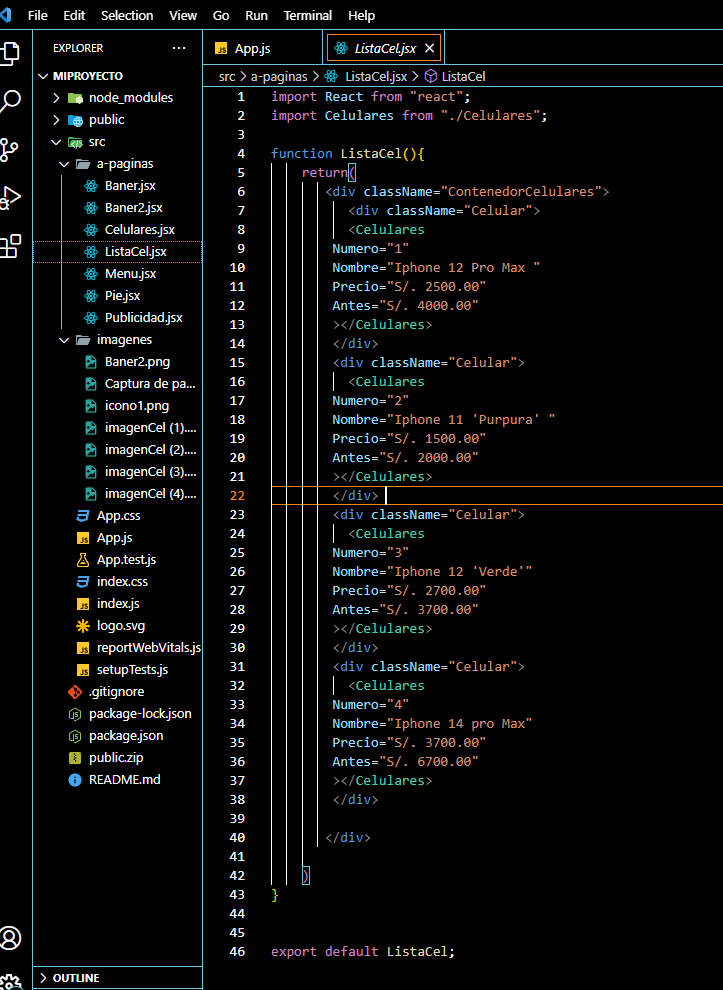 File Edit Selection View Go Run Terminal Help
EXPLORER
MIPROYECTO
node_modules
public
src
a-paginas
Baner.jsx
Baner2.jsx
Celulares.jsx
ListaCel.jsx
Menu.jsx
Pie.jsx
Publicidad.jsx
imagenes
Baner2.png
Captura de pa...
icono1.png
imagenCel (1)....
imagenCel (2)....
imagenCel (3)....
imagenCel (4)....
App.css
App.js
App.test.js
index.css
index.js
logo.svg
reportWebVitals.js
setupTests.js
.gitignore
package-lock.json
package.json
public.zip
README.md
OUTLINE
App.js ListaCel.jsx
src > a-paginas > ListaCel.jsx > ListaCel
1 import React from "react";
2 import Celulares from "./Celulares";
3
4 function ListaCel(){
5 return(
6 <div className="ContenedorCelulares">
7 <div className="Celular">
8 <Celulares
9 Numero="1"
10 Nombre="Iphone 12 Pro Max "
11 Precio="S/. 2500.00"
12 Antes="S/. 4000.00"
13 ></Celulares>
14 </div>
15 <div className="Celular">
16 <Celulares
17 Numero="2"
18 Nombre="Iphone 11 'Purpura' "
19 Precio="S/. 1500.00"
20 Antes="S/. 2000.00"
21 ></Celulares>
22 </div>
23 <div className="Celular">
24 <Celulares
25 Numero="3"
26 Nombre="Iphone 12 'Verde'"
27 Precio="S/. 2700.00"
28 Antes="S/. 3700.00"
29 ></Celulares>
30 </div>
31 <div className="Celular">
32 <Celulares
33 Numero="4"
34 Nombre="Iphone 14 pro Max"
35 Precio="S/. 3700.00"
36 Antes="S/. 6700.00"
37 ></Celulares>
38 </div>
39
40 </div>
41
42 )
43 }
44
45
46 export default ListaCel;